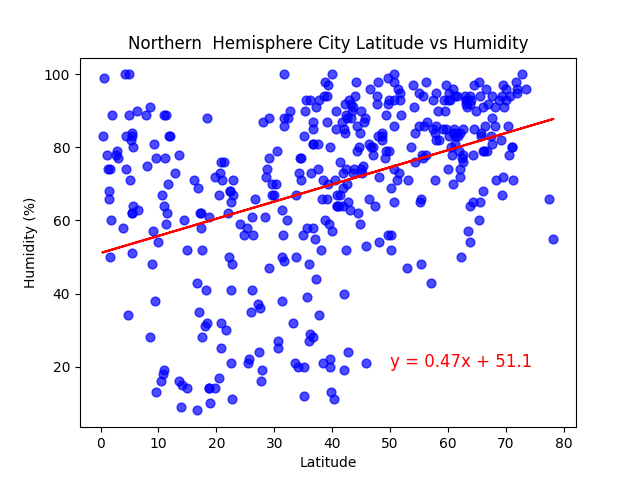 Northern  Hemisphere City Latitude vs Humidity
100
80
60
40
20
Humidity (%)
y = 0.47x + 51.1
0 10 20 30 40 50 60 70 80
Latitude